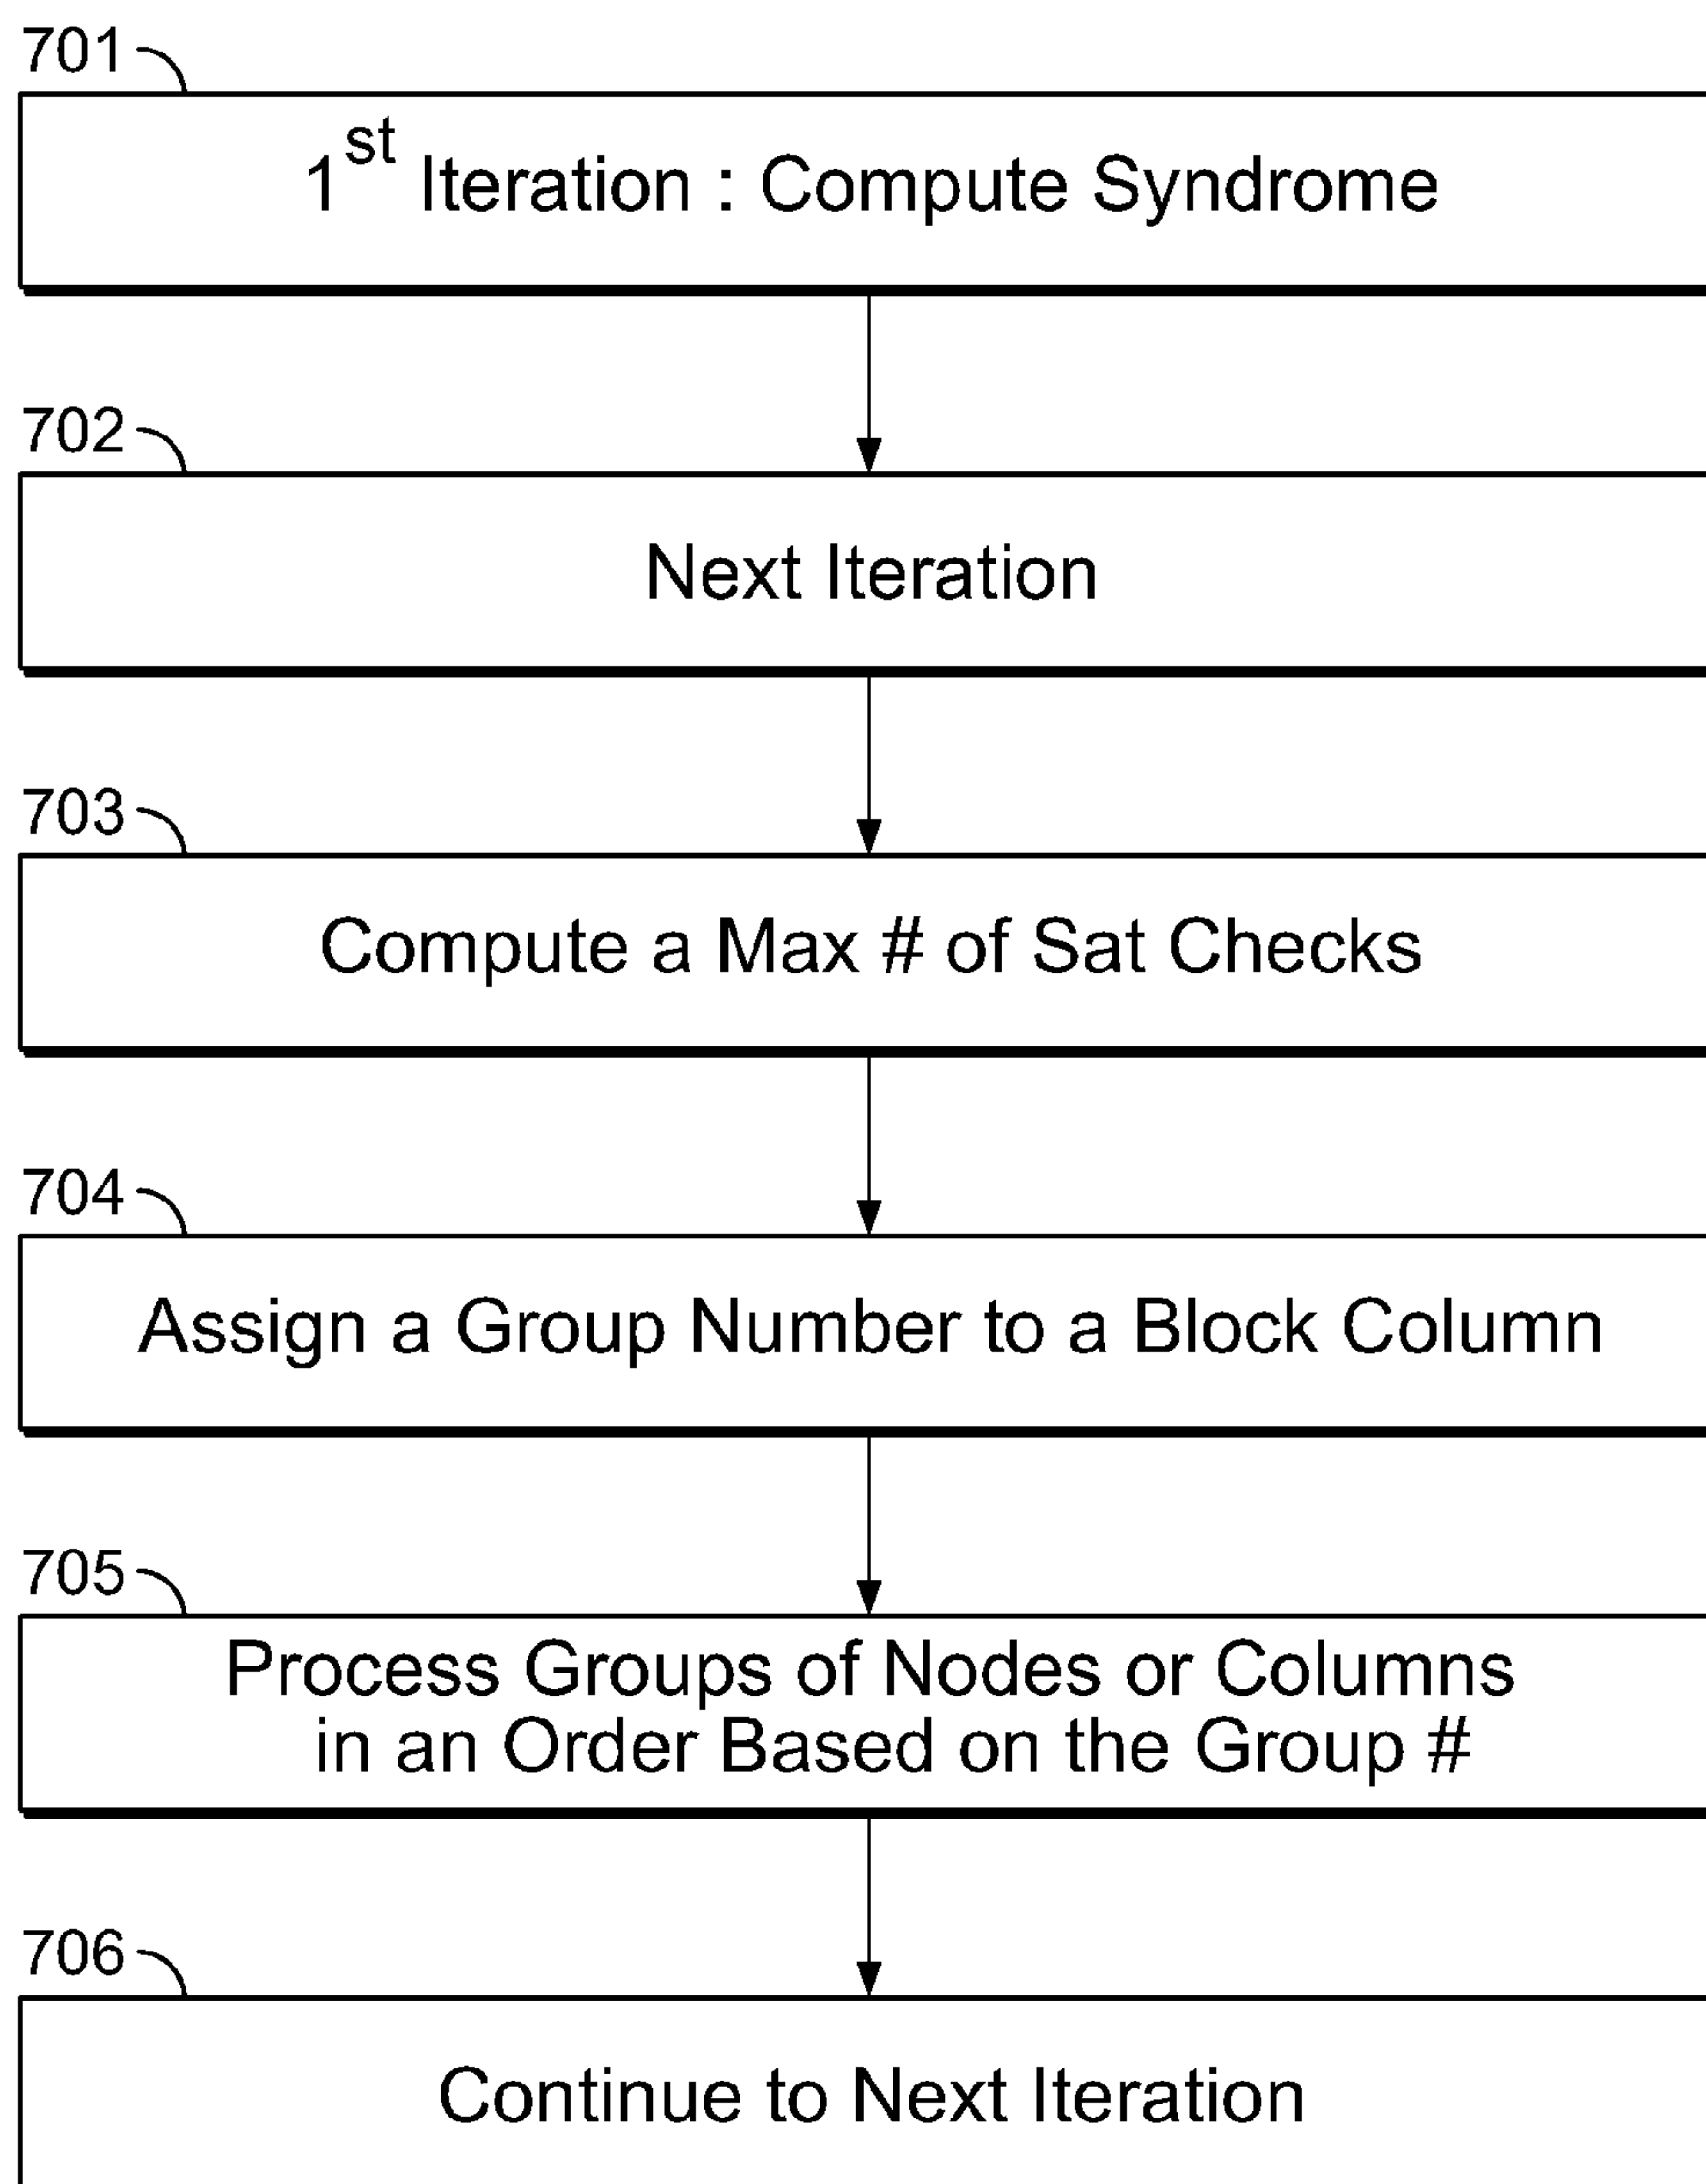 701
1st Iteration : Compute Syndrome
702
Next Iteration
703
Compute a Max # of Sat Checks
704
Assign a Group Number to a Block Column
705
Process Groups of Nodes or Columns
in an Order Based on the Group #
706
Continue to Next Iteration